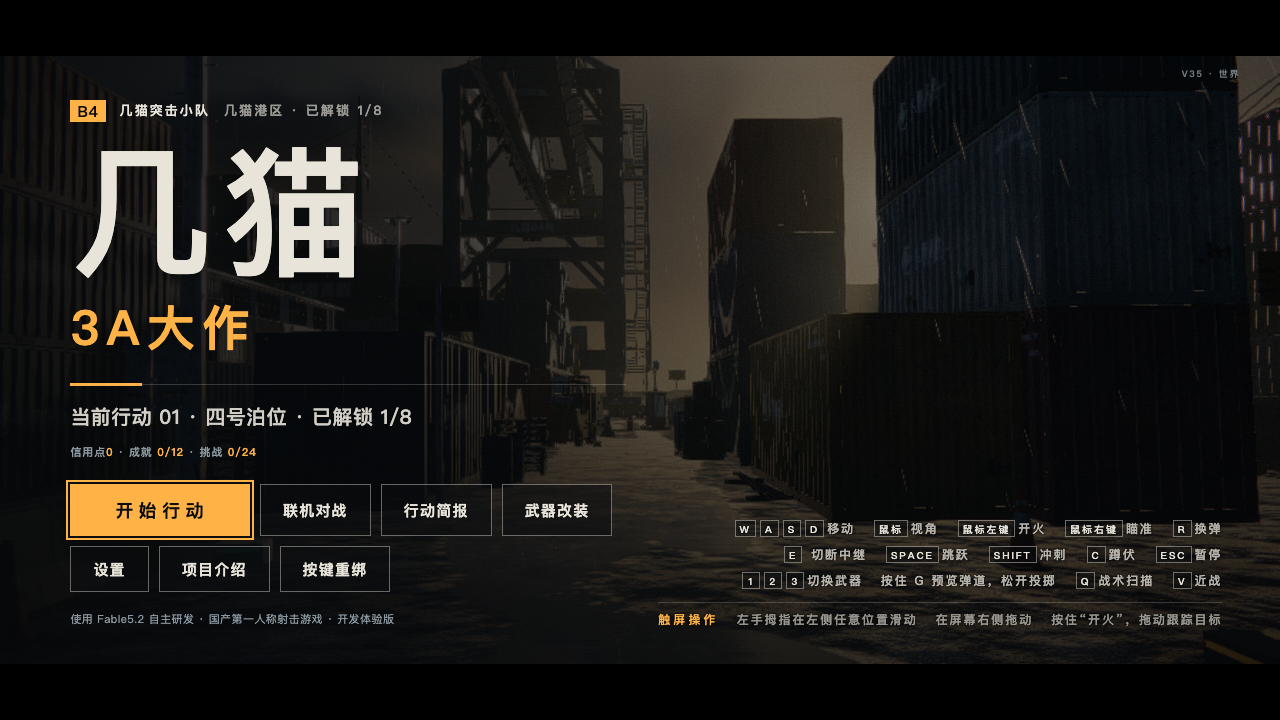 V35 · 世界
B4 几猫突击小队 几猫港区 · 已解锁 1/8
几猫
3A大作
当前行动 01 · 四号泊位 · 已解锁 1/8
信用点0 · 成就 0/12 · 挑战 0/24
开始行动 联机对战 行动简报 武器改装
设置 项目介绍 按键重绑
使用 Fable5.2 自主研发 · 国产第一人称射击游戏 · 开发体验版
W A S D 移动 鼠标 视角 鼠标左键 开火 鼠标右键 瞄准 R 换弹
E 切断中继 SPACE 跳跃 SHIFT 冲刺 C 蹲伏 ESC 暂停
1 2 3 切换武器 按住 G 预览弹道，松开投掷 Q 战术扫描 V 近战
触屏操作 左手拇指在左侧任意位置滑动 在屏幕右侧拖动 按住“开火”，拖动跟踪目标